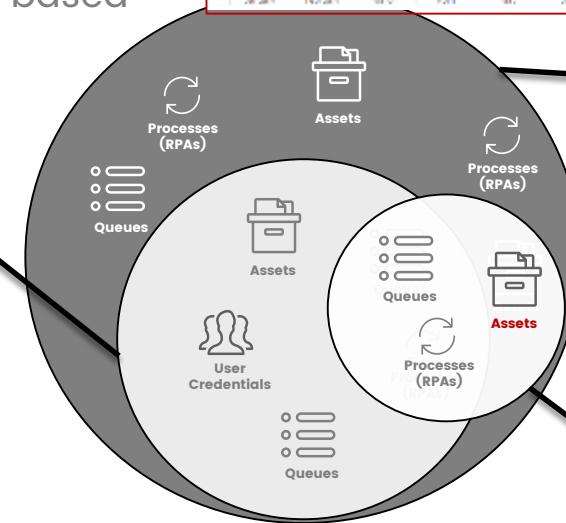 based
Assets
Processes
(RPAs)
Processes
(RPAs)
Queues
Assets
Queues
Assets
User
Credentials
Processes
(RPAs)
Queues